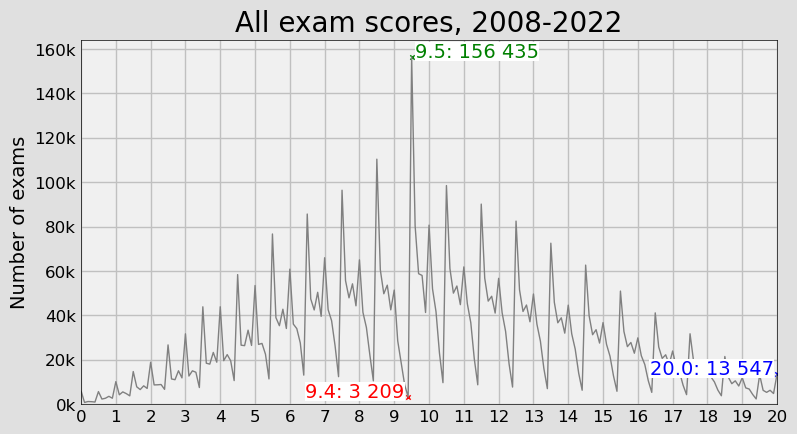 All exam scores, 2008-2022
Number of exams
160k
140k
120k
100k
80k
60k
40k
20k
0k
9.5: 156 435
20.0: 13 547
9.4: 3 209
0 1 2 3 4 5 6 7 8 9 10 11 12 13 14 15 16 17 18 19 20